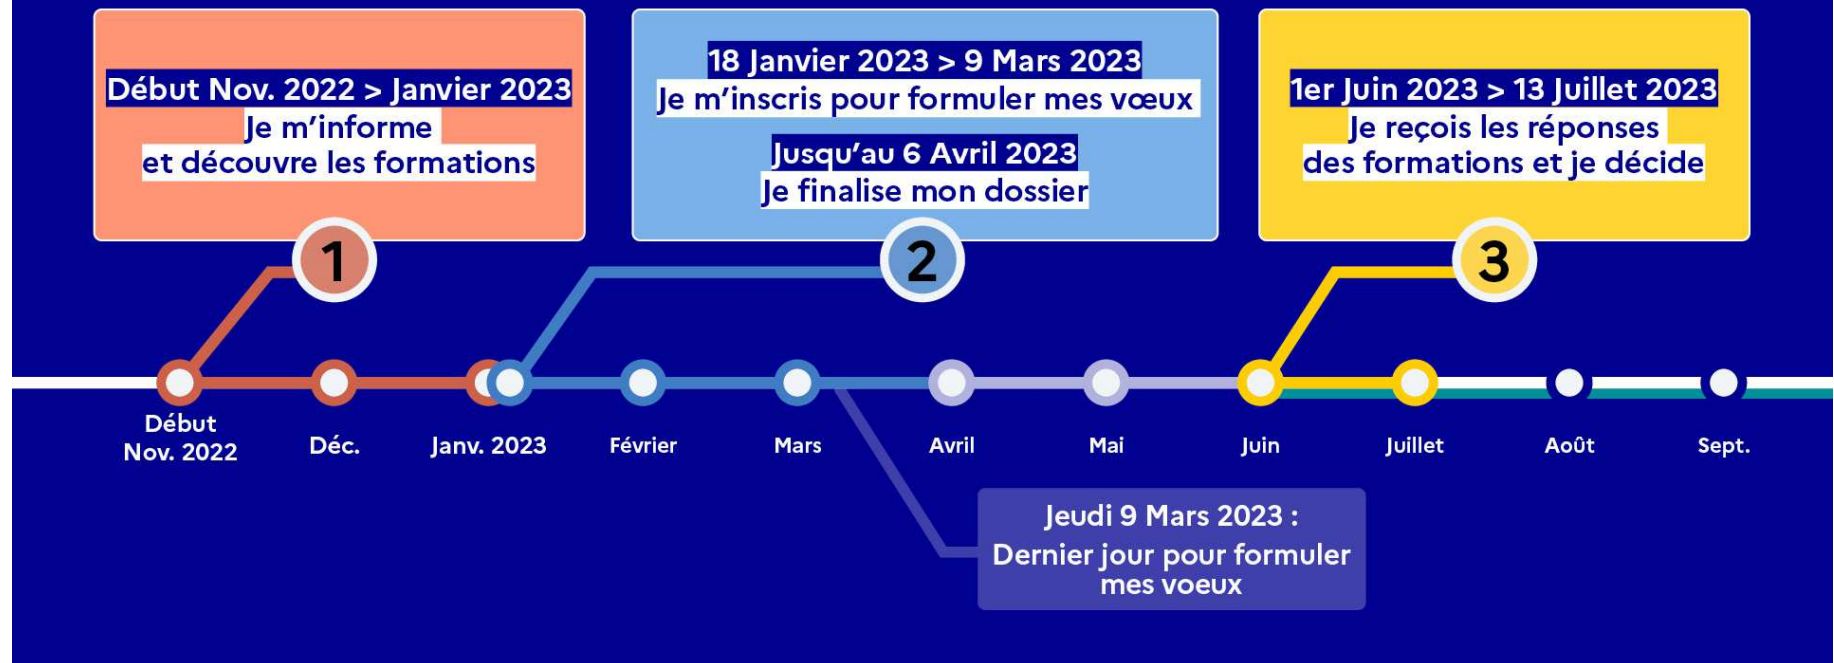 Début Nov. 2022 > Janvier 2023
Je m’informe
et découvre les formations
18 Janvier 2023 > 9 Mars 2023
Je m’inscris pour formuler mes vœux
Jusqu’au 6 Avril 2023
Je finalise mon dossier
1er Juin 2023 > 13 Juillet 2023
Je reçois les réponses
des formations et je décide
1
2
3
Début
Nov. 2022
Déc.
Janv. 2023
Février
Mars
Avril
Mai
Juin
Juillet
Août
Sept.
Jeudi 9 Mars 2023 :
Dernier jour pour formuler
mes voeux